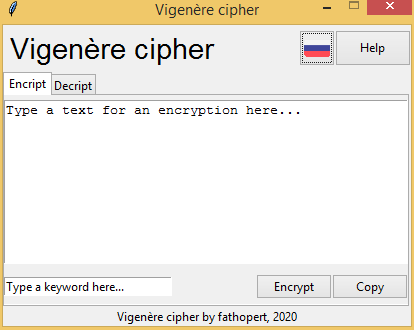 Vigenère cipher
Vigenère cipher
Help
Encript Decript
Type a text for an encryption here...
Type a keyword here... Encrypt Copy
Vigenère cipher by fathopert, 2020